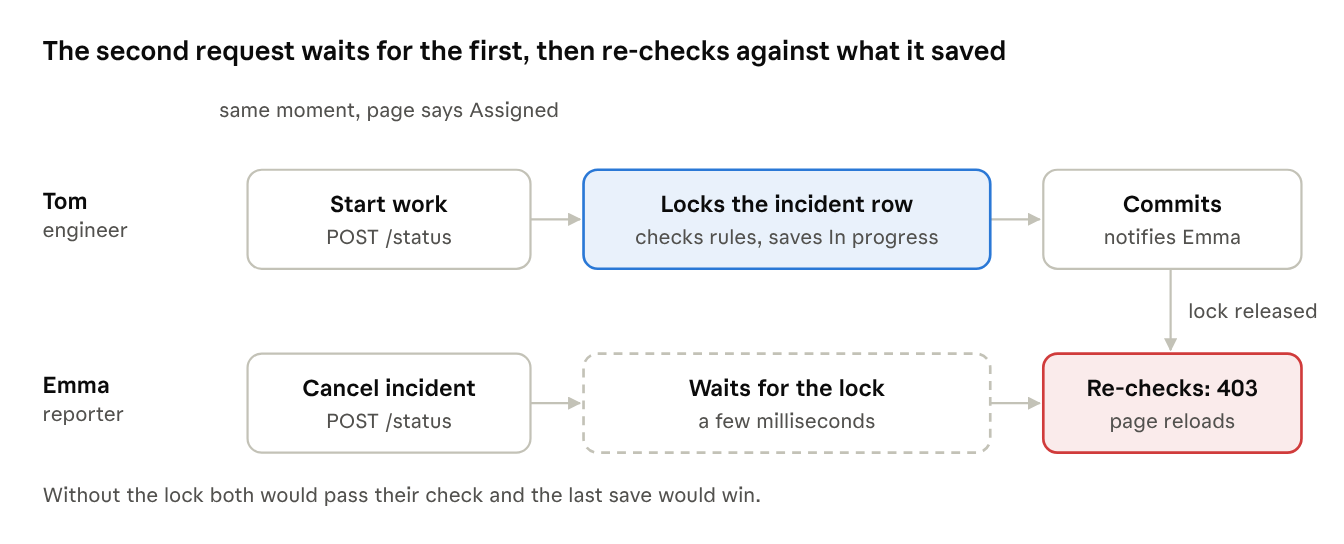 The second request waits for the first, then re-checks against what it saved
same moment, page says Assigned
Tom
engineer
Start work
POST /status
Locks the incident row
checks rules, saves In progress
Commits
notifies Emma
lock released
Emma
reporter
Cancel incident
POST /status
Waits for the lock
a few milliseconds
Re-checks: 403
page reloads
Without the lock both would pass their check and the last save would win.